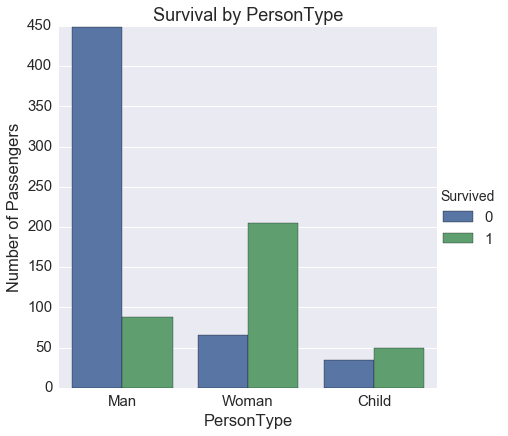 Survival by PersonType
450
400
350
300
250
200
150
100
50
0
Number of Passengers
Man
Woman
Child
PersonType
Survived
0
1